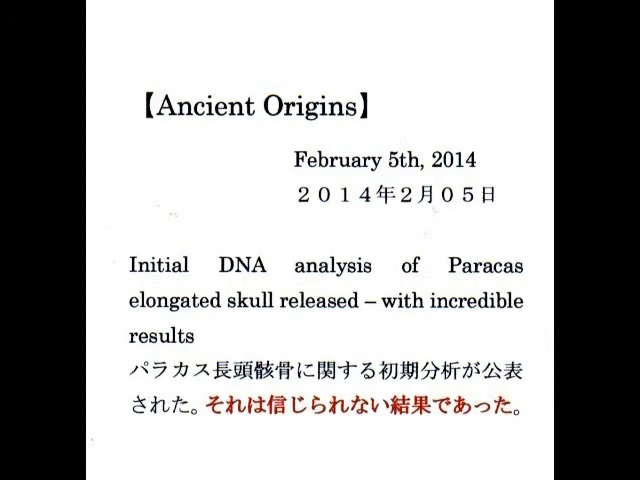 【Ancient Origins】
February 5th, 2014
２０１４年２月０５日
Initial DNA analysis of Paracas
elongated skull released – with incredible
results
パラカス長頭骸骨に関する初期分析が公表
された。それは信じられない結果であった。